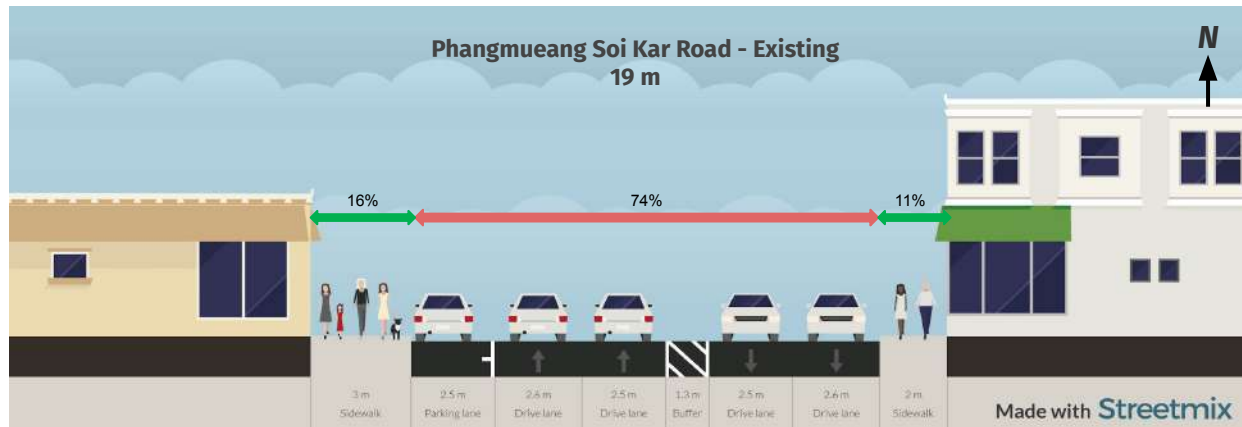 Phangmueang Soi Kar Road - Existing
19 m
N
16%
74%
11%
3 m
Sidewalk
2.5 m
Parking lane
2.6 m
Drive lane
2.5 m
Drive lane
1.3 m
Buffer
2.5 m
Drive lane
2.6 m
Drive lane
2 m
Sidewalk
Made with Streetmix